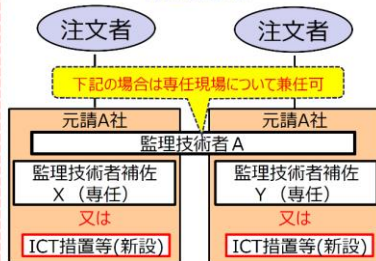 注文者 注文者
下記の場合は専任現場について兼任可
元請A社 元請A社
監理技術者A
監理技術者補佐 監理技術者補佐
X（専任） Y（専任）
又は 又は
ICT措置等(新設) ICT措置等(新設)